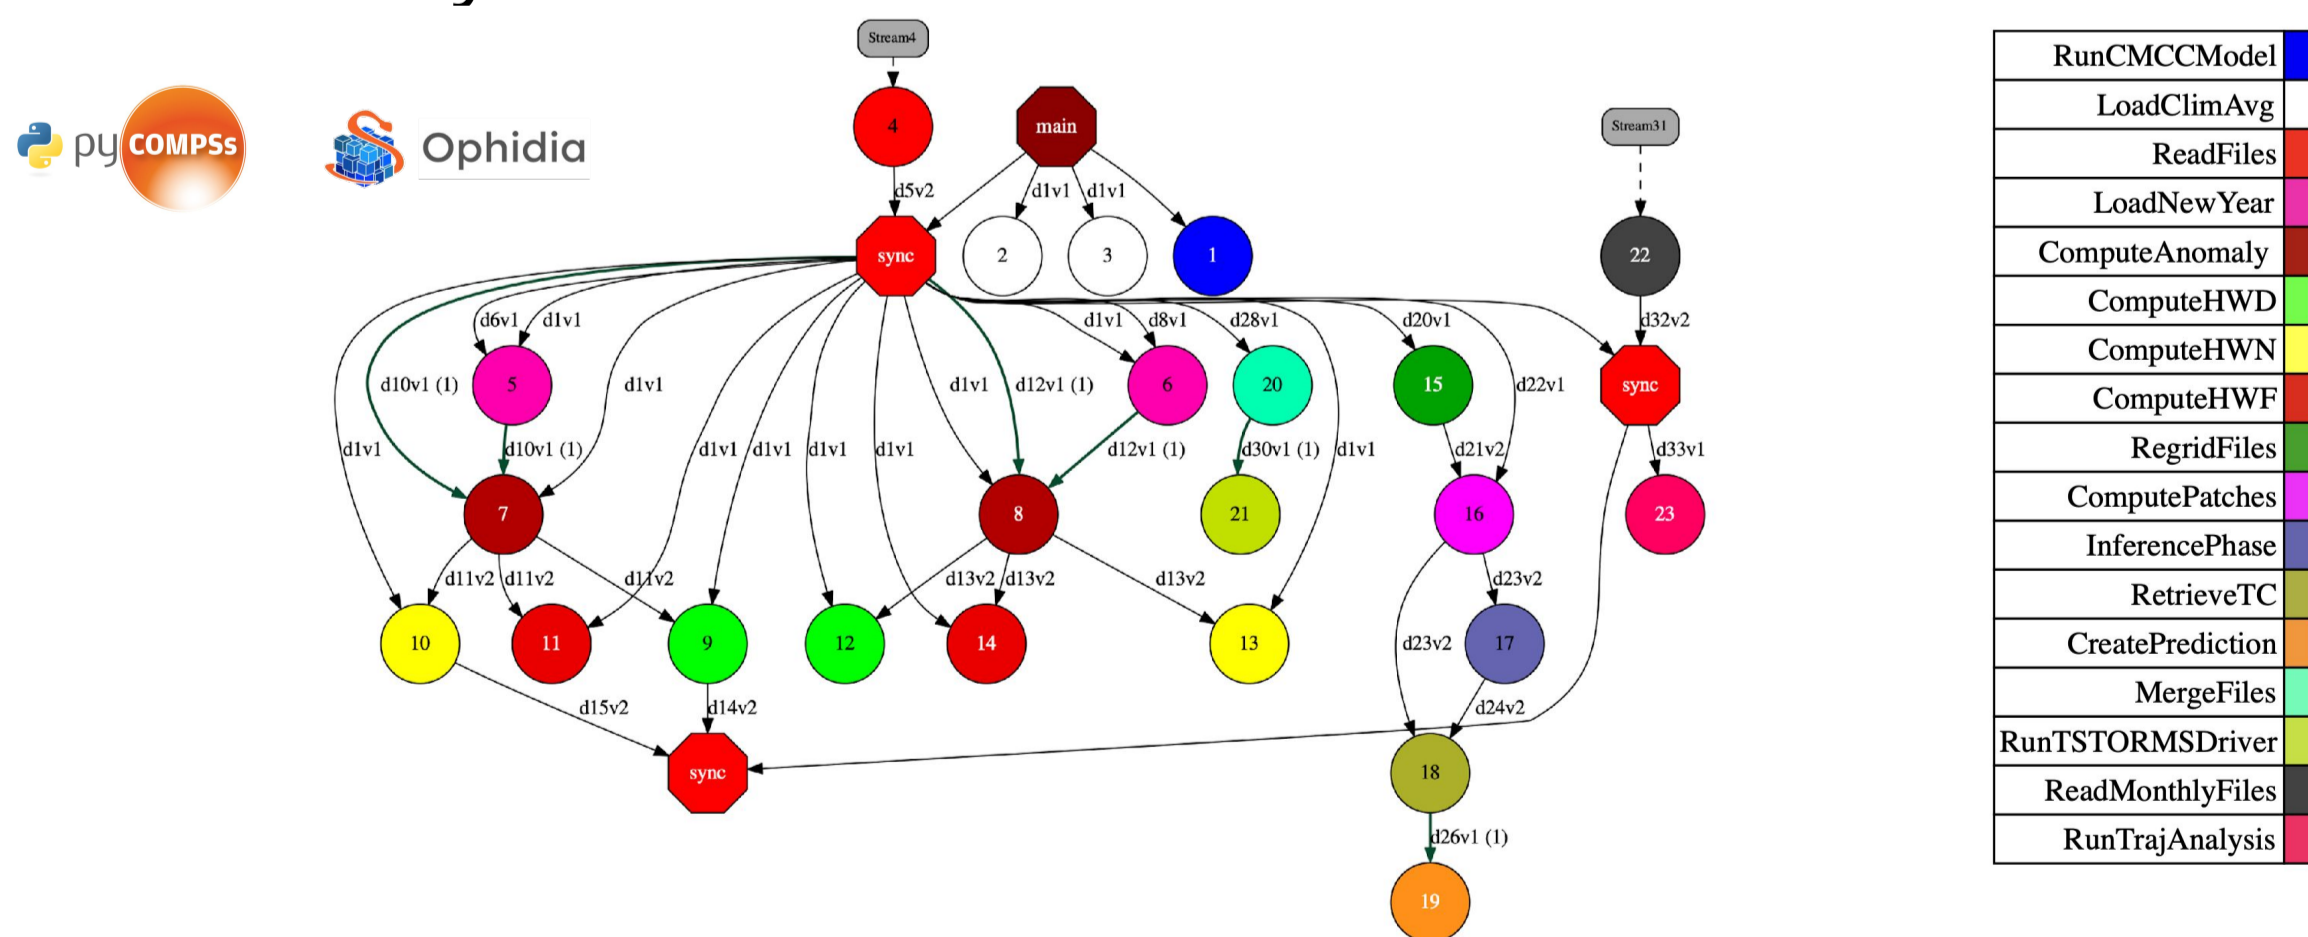 Stream4
4
main
Stream31
py COMPSs
Ophidia
d5v2
d1v1
d1v1
sync
2
3
1
22
d6v1
d1v1
d1v1
d8v1
d28v1
d20v1
d32v2
d10v1 (1)
5
d1v1
d1v1
d12v1 (1)
6
20
15
d22v1
sync
d1v1
d10v1 (1)
d1v1
d1v1
d1v1
d1v1
d12v1 (1)
d30v1 (1)
d1v1
d21v2
d33v1
7
8
21
16
23
d11v2
d11v2
d11v2
d13v2
d13v2
d13v2
d23v2
10
11
9
12
14
13
d23v2
17
d15v2
d14v2
d24v2
sync
18
d26v1 (1)
19
RunCMCCModel
LoadClimAvg
ReadFiles
LoadNewYear
ComputeAnomaly
ComputeHWD
ComputeHWN
ComputeHWF
RegridFiles
ComputePatches
InferencePhase
RetrieveTC
CreatePrediction
MergeFiles
RunTSTORMSDriver
ReadMonthlyFiles
RunTrajAnalysis